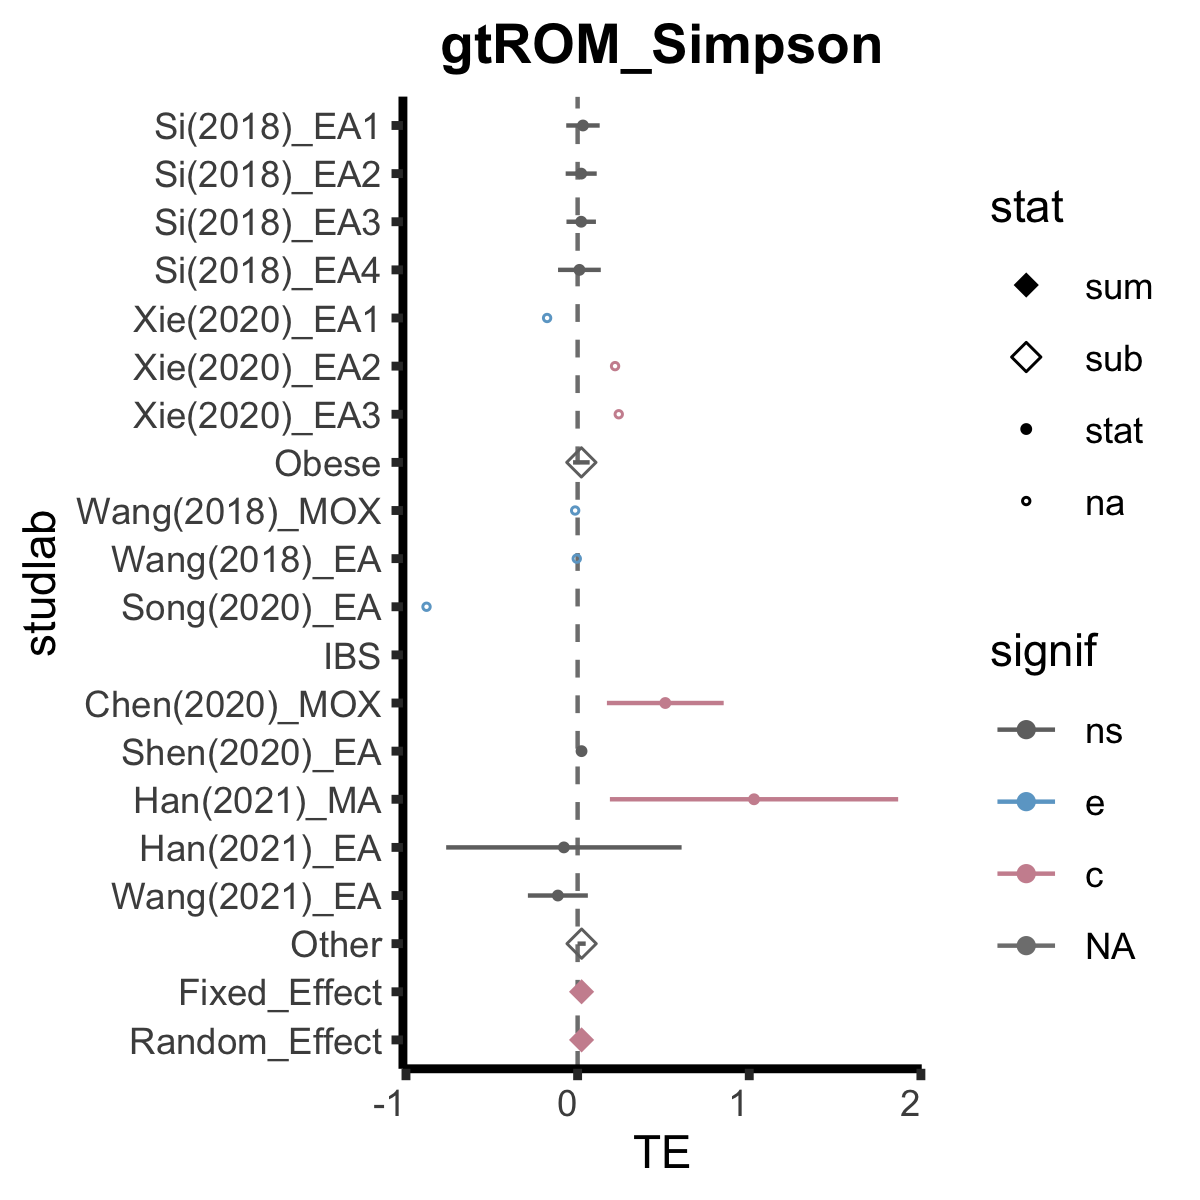 gtROM_Simpson
studlab
Si(2018)_EA1
Si(2018)_EA2
Si(2018)_EA3
Si(2018)_EA4
Xie(2020)_EA1
Xie(2020)_EA2
Xie(2020)_EA3
Obese
Wang(2018)_MOX
Wang(2018)_EA
Song(2020)_EA
IBS
Chen(2020)_MOX
Shen(2020)_EA
Han(2021)_MA
Han(2021)_EA
Wang(2021)_EA
Other
Fixed_Effect
Random_Effect
-1 0 1 2
TE
stat
sum
sub
stat
na
signif
ns
e
c
NA